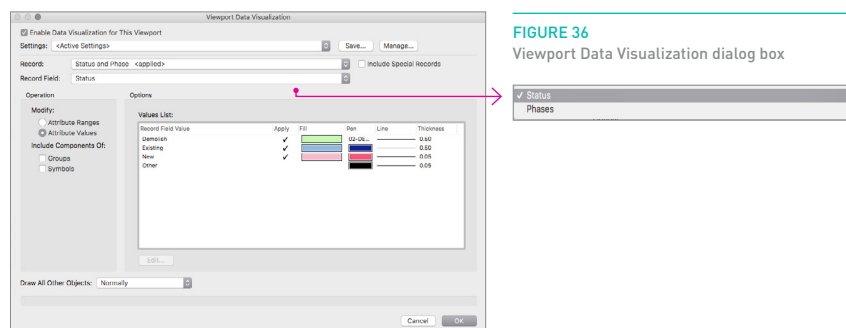 Viewport Data Visualization
Enable Data Visualization for This Viewport
Settings: <Active Settings> Save... Manage...
Record: Status and Phase <applied> Include Special Records
Record Field: Status
Operation Options
Modify:
Attribute Ranges
Attribute Values
Include Components Of:
Groups
Symbols
Values List:
Record Field Value Apply Fill Pen Line Thickness
Demolish ✓ 02-DE... 0.50
Existing ✓ 0.50
New ✓ 0.05
Other 0.05
Edit...
Draw All Other Objects: Normally
Cancel OK
FIGURE 36
Viewport Data Visualization dialog box
✓ Status
Phases